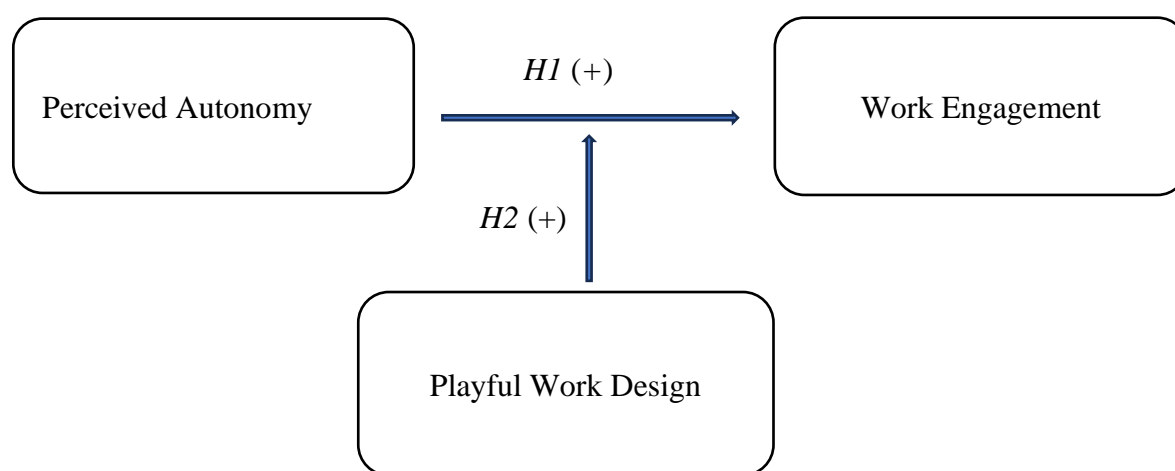 H1 (+)
Perceived Autonomy
Work Engagement
H2 (+)
Playful Work Design